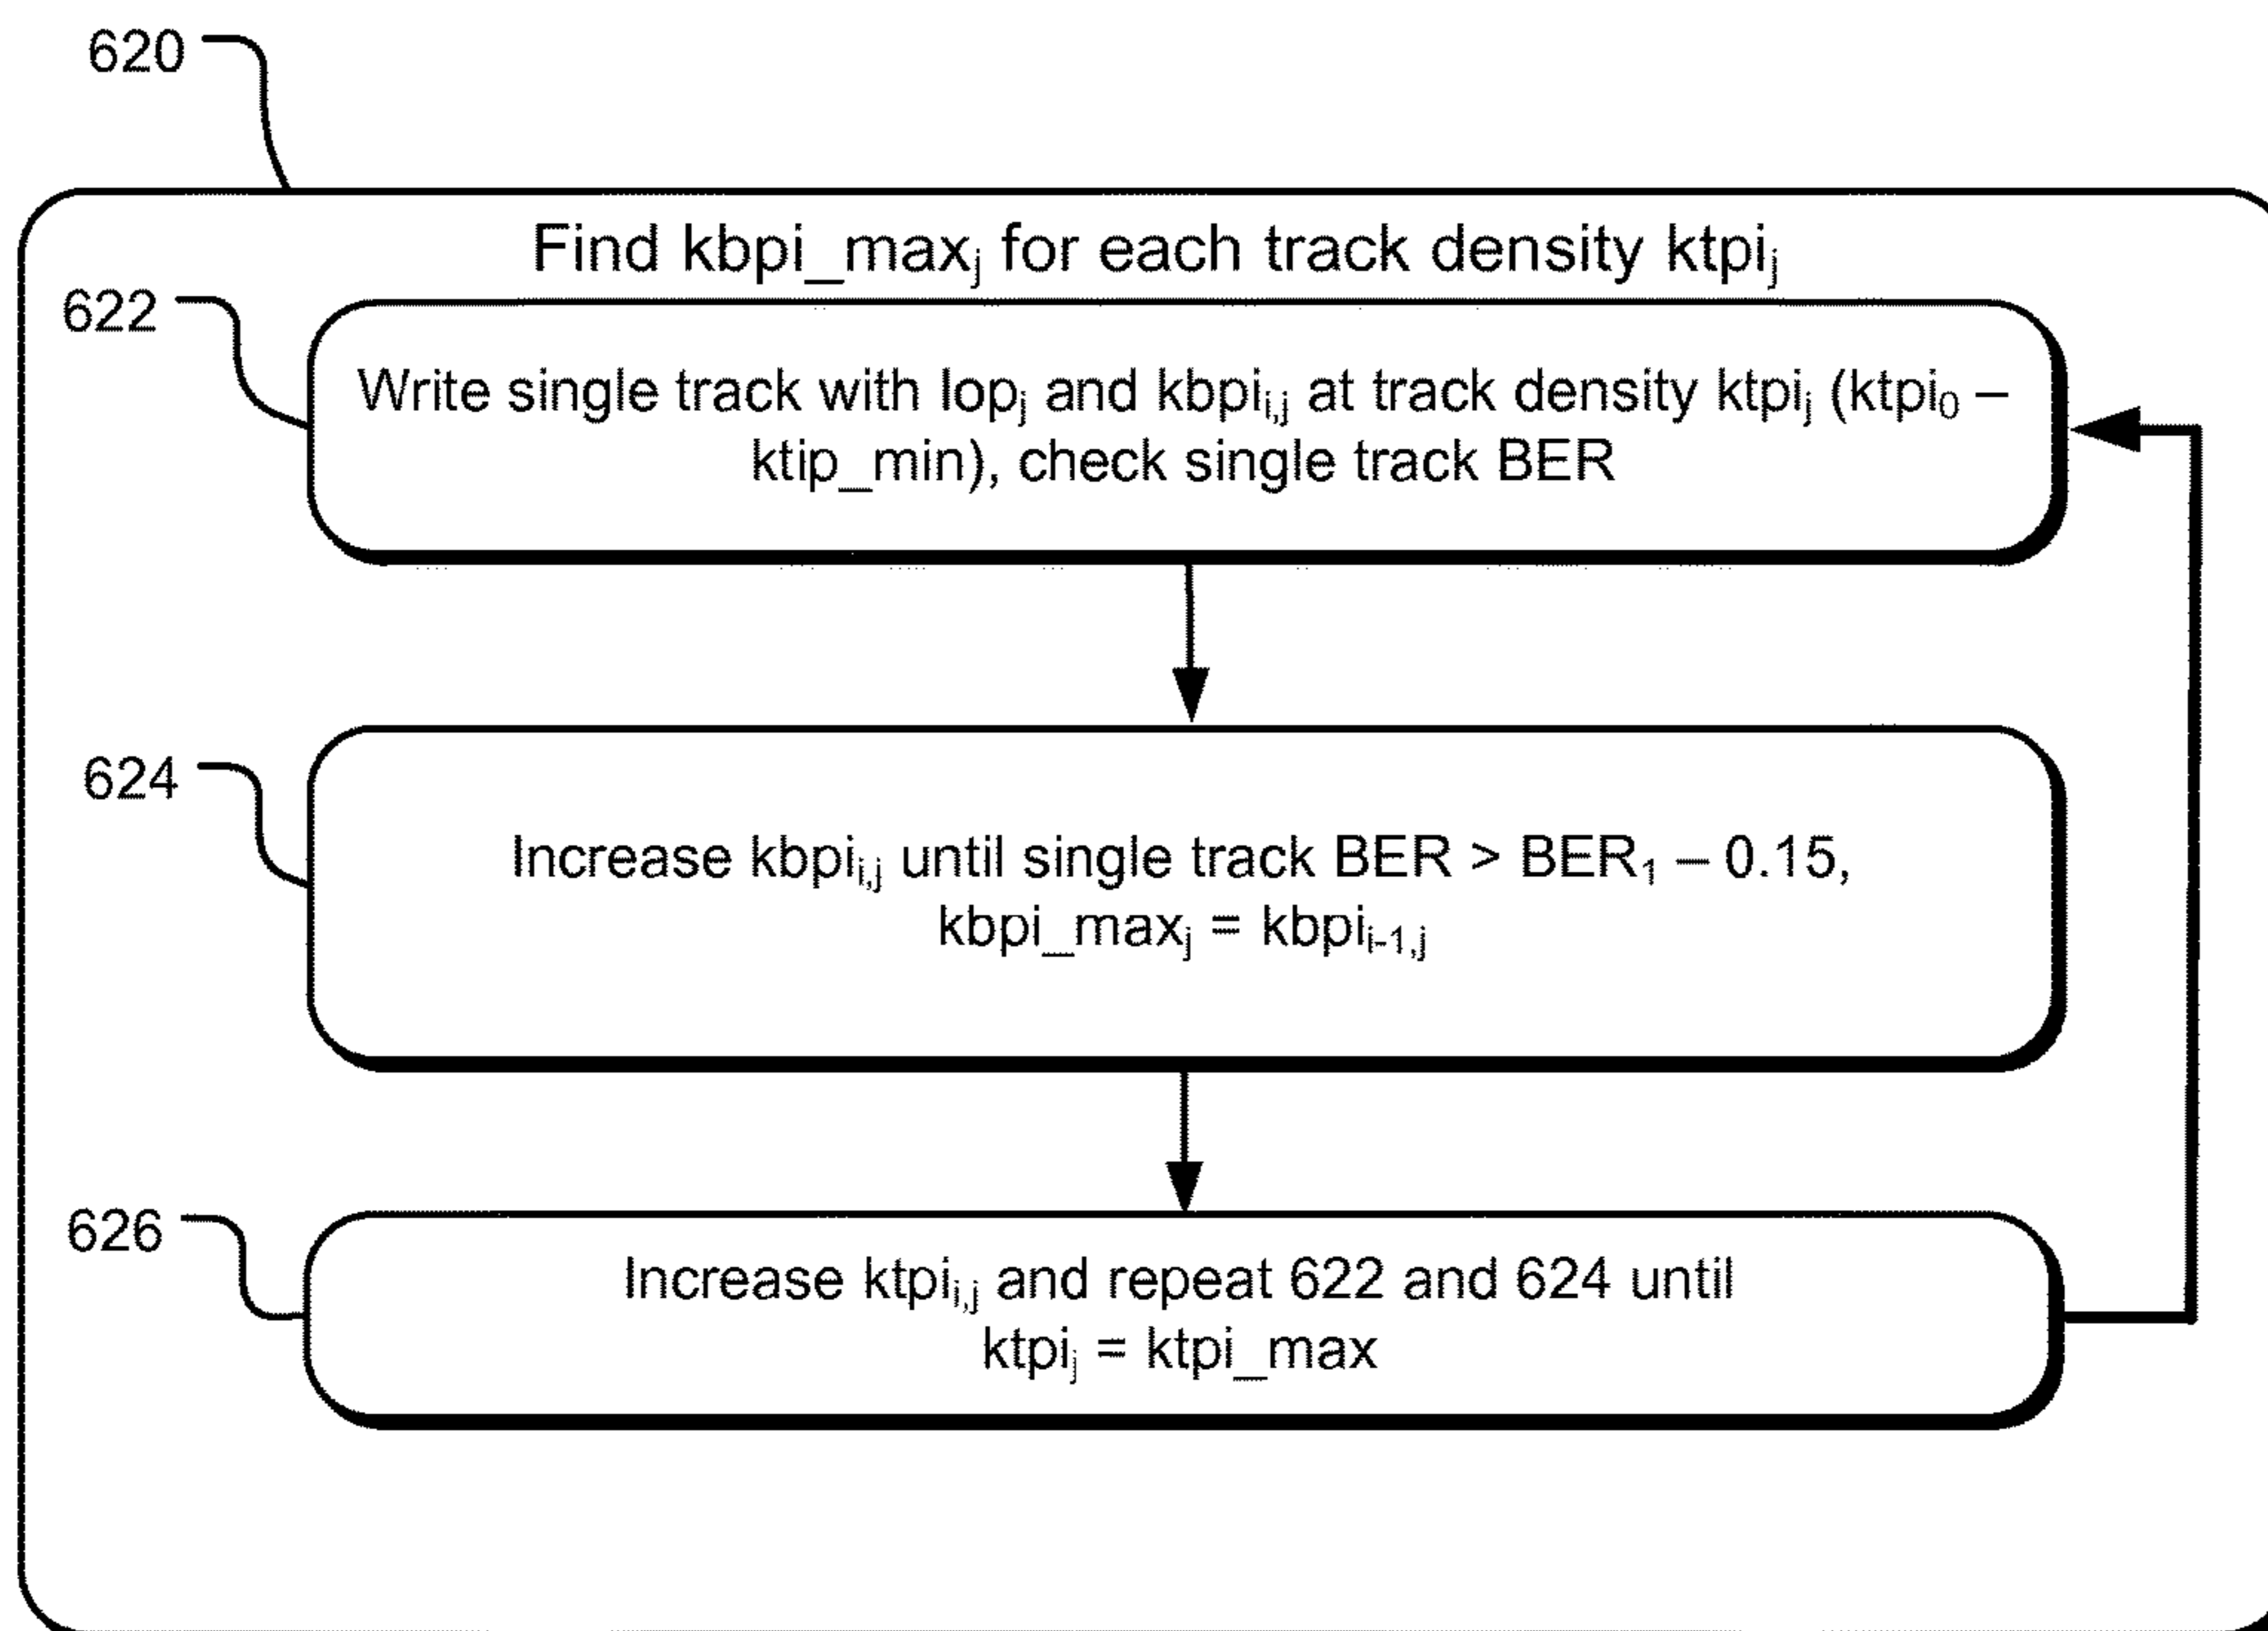 620
Find kbpi_maxⱼ for each track density ktpiⱼ
622
Write single track with Iopⱼ and kbpiᵢ,ⱼ at track density ktpiⱼ (ktpi₀ –
ktip_min), check single track BER
624
Increase kbpiᵢ,ⱼ until single track BER > BER₁ – 0.15,
kbpi_maxⱼ = kbpiᵢ₋₁,ⱼ
626
Increase ktpiᵢ,ⱼ and repeat 622 and 624 until
ktpiⱼ = ktpi_max